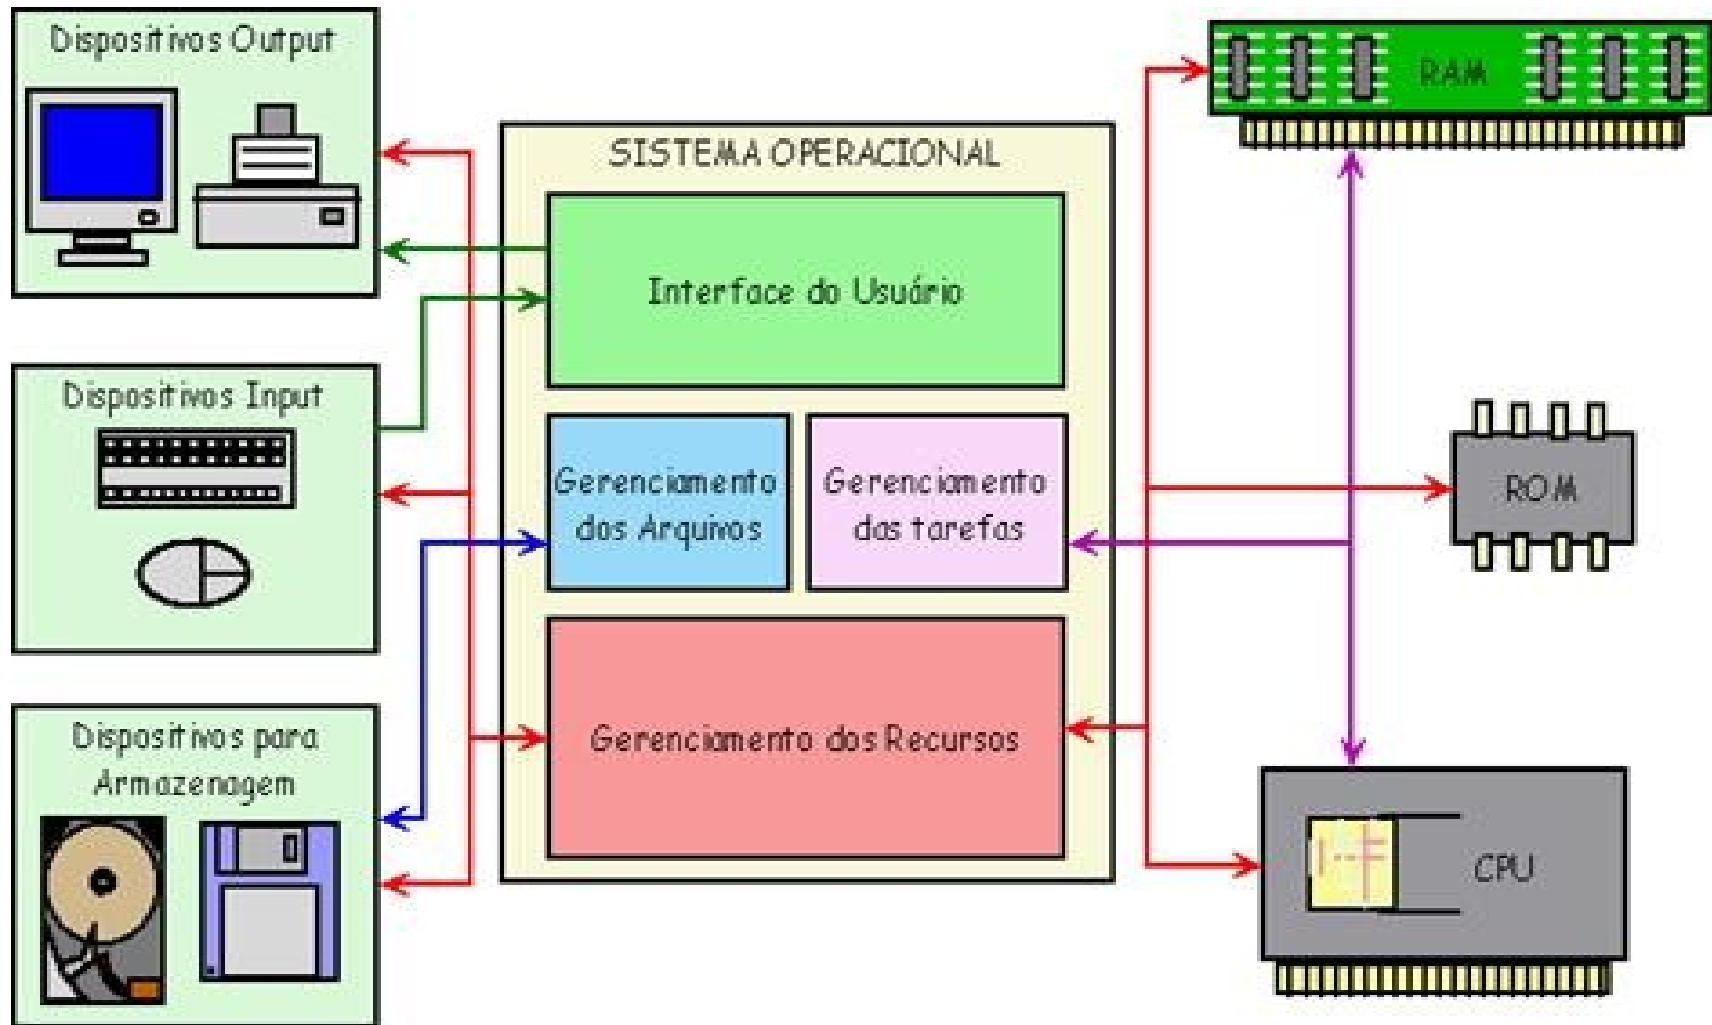 Dispositivos Output
Dispositivos Input
Dispositivos para
Armazenagem
SISTEMA OPERACIONAL
Interface do Usuário
Gerenciamento
dos Arquivos
Gerenciamento
das tarefas
Gerenciamento dos Recursos
RAM
ROM
CPU